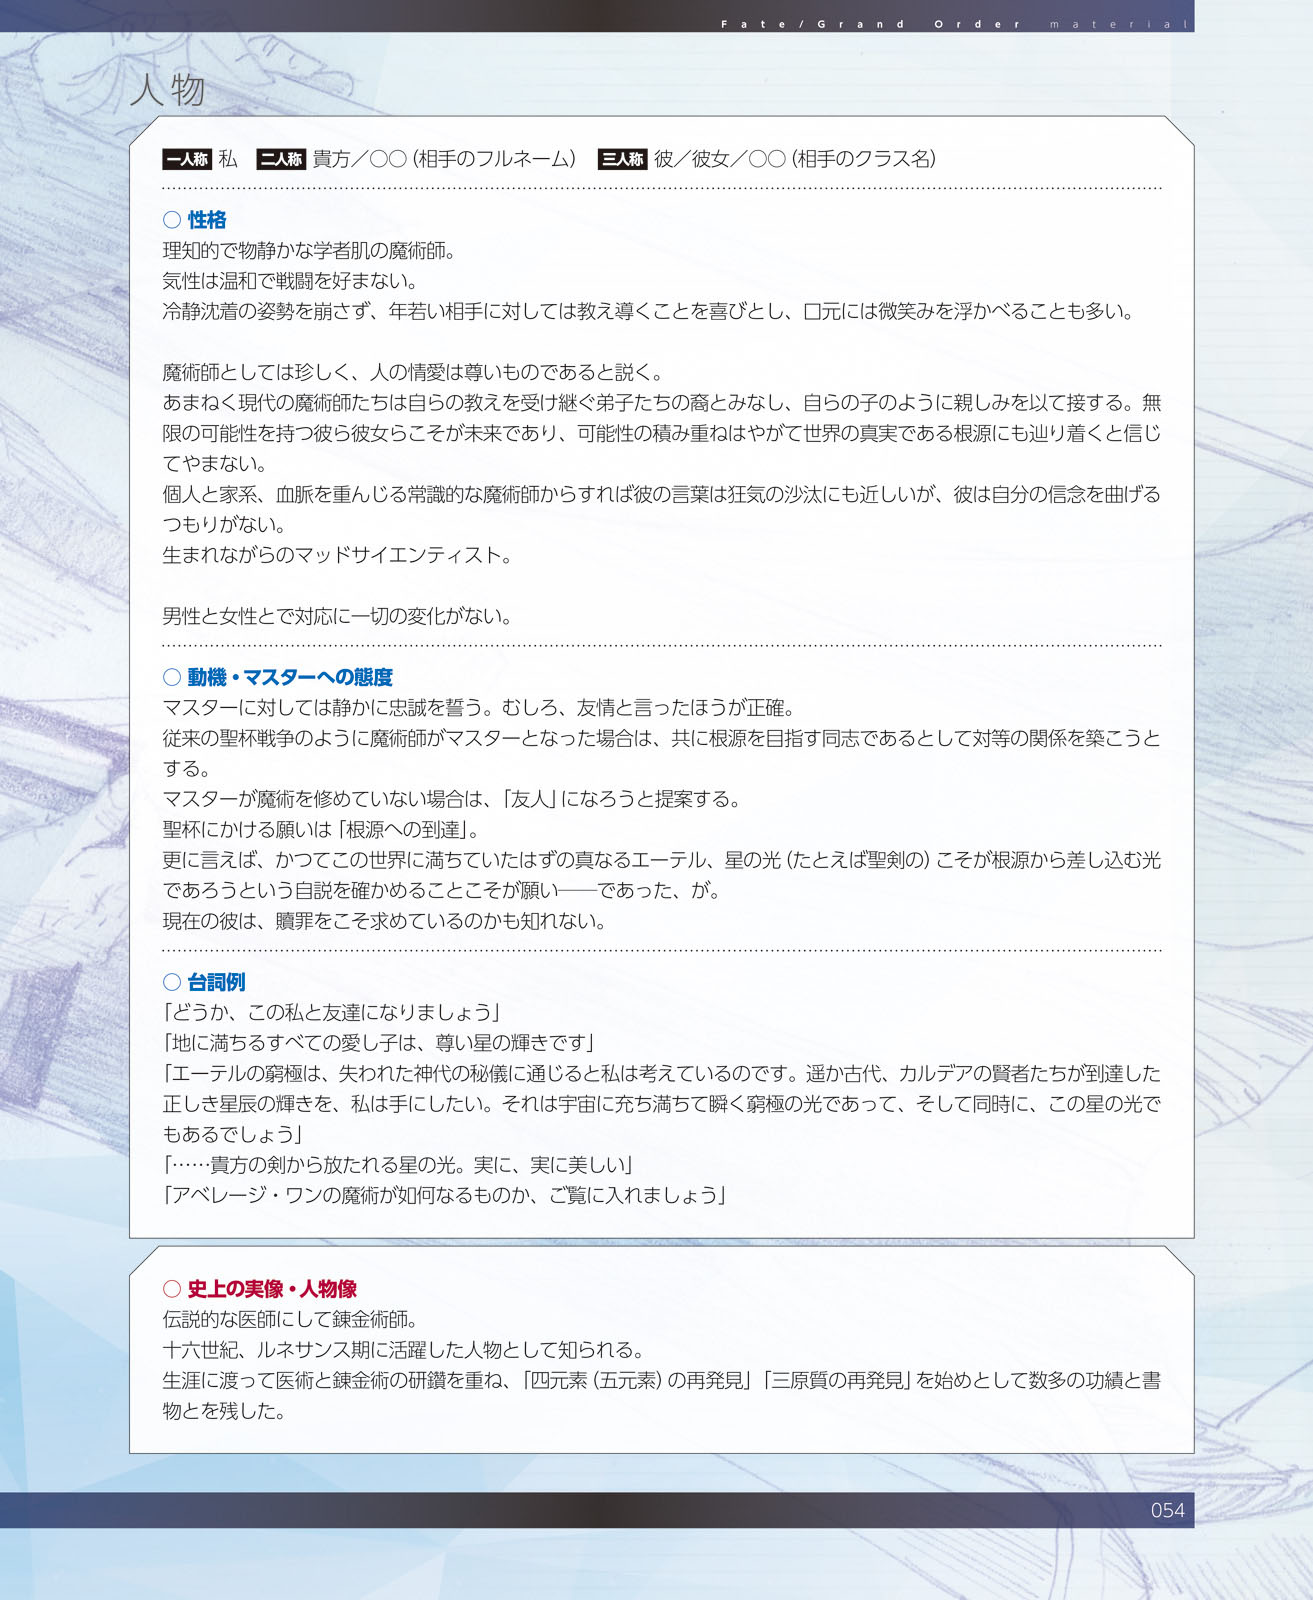 Fate/Grand Order material
人物
一人称 私 二人称 貴方／○○（相手のフルネーム） 三人称 彼／彼女／○○（相手のクラス名）
○ 性格
理知的で物静かな学者肌の魔術師。
気性は温和で戦闘を好まない。
冷静沈着の姿勢を崩さず、年若い相手に対しては教え導くことを喜びとし、口元には微笑みを浮かべることも多い。
魔術師としては珍しく、人の情愛は尊いものであると説く。
あまねく現代の魔術師たちは自らの教えを受け継ぐ弟子たちの裔とみなし、自らの子のように親しみを以て接する。無
限の可能性を持つ彼ら彼女らこそが未来であり、可能性の積み重ねはやがて世界の真実である根源にも辿り着くと信じ
てやまない。
個人と家系、血脈を重んじる常識的な魔術師からすれば彼の言葉は狂気の沙汰にも近しいが、彼は自分の信念を曲げる
つもりがない。
生まれながらのマッドサイエンティスト。
男性と女性とで対応に一切の変化がない。
○ 動機・マスターへの態度
マスターに対しては静かに忠誠を誓う。むしろ、友情と言ったほうが正確。
従来の聖杯戦争のように魔術師がマスターとなった場合は、共に根源を目指す同志であるとして対等の関係を築こうと
する。
マスターが魔術を修めていない場合は、「友人」になろうと提案する。
聖杯にかける願いは「根源への到達」。
更に言えば、かつてこの世界に満ちていたはずの真なるエーテル、星の光（たとえば聖剣の）こそが根源から差し込む光
であろうという自説を確かめることこそが願い──であった、が。
現在の彼は、贖罪をこそ求めているのかも知れない。
○ 台詞例
「どうか、この私と友達になりましょう」
「地に満ちるすべての愛し子は、尊い星の輝きです」
「エーテルの窮極は、失われた神代の秘儀に通じると私は考えているのです。遥か古代、カルデアの賢者たちが到達した
正しき星辰の輝きを、私は手にしたい。それは宇宙に充ち満ちて瞬く窮極の光であって、そして同時に、この星の光で
もあるでしょう」
「……貴方の剣から放たれる星の光。実に、実に美しい」
「アベレージ・ワンの魔術が如何なるものか、ご覧に入れましょう」
○ 史上の実像・人物像
伝説的な医師にして錬金術師。
十六世紀、ルネサンス期に活躍した人物として知られる。
生涯に渡って医術と錬金術の研鑽を重ね、「四元素（五元素）の再発見」「三原質の再発見」を始めとして数多の功績と書
物とを残した。
054